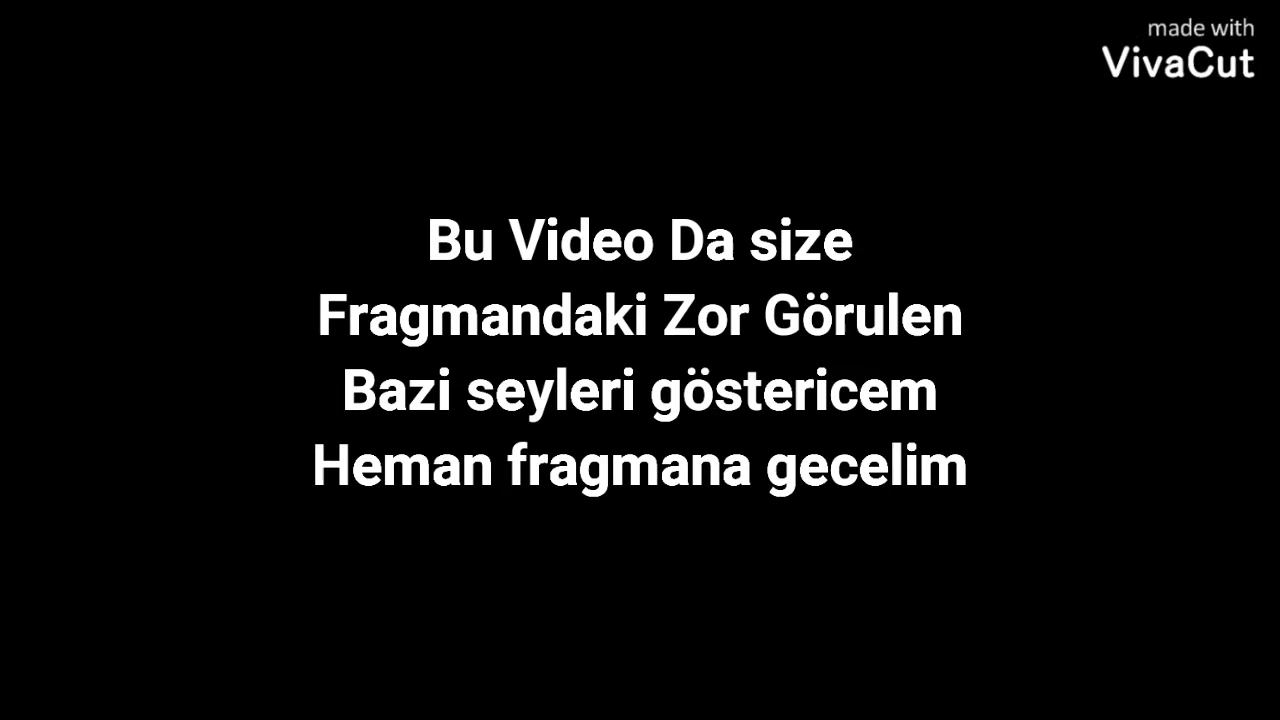 made with
VivaCut
Bu Video Da size
Fragmandaki Zor Görulen
Bazi seyleri göstericem
Heman fragmana gecelim